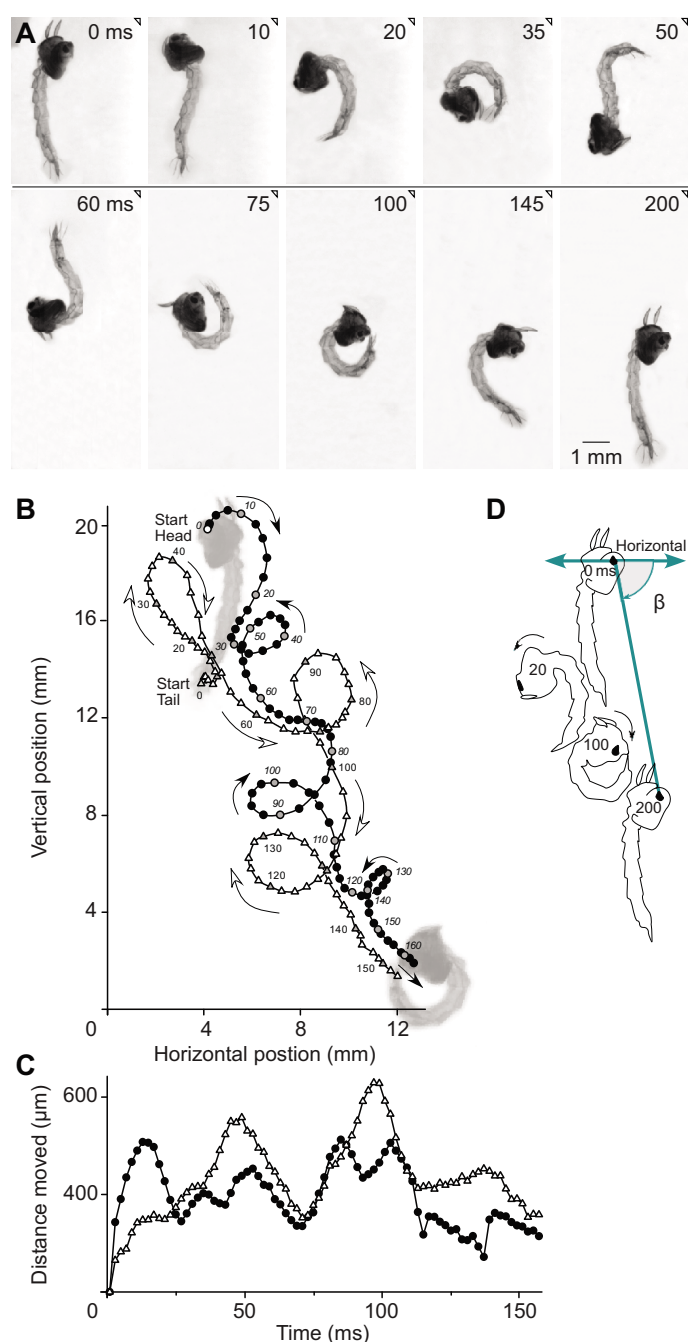 A
0 ms 10 20 35 50
60 ms 75 100 145 200
1 mm
B
20
16
12
8
4
0
Vertical position (mm)
Start
Head
0
10
40
20
30
50
40
30
20
Start
Tail
0
60
90
60
70
80
80
100
100
90
110
130
120
120
130
140
140
150
150
160
0 4 8 12
Horizontal postion (mm)
D
Horizontal
0 ms
β
20
100
200
C
600
400
0
Distance moved (µm)
0 50 100 150
Time (ms)